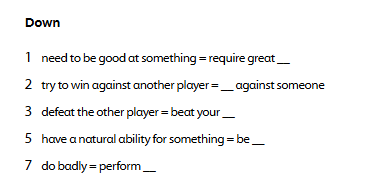 Down
1 need to be good at something = require great __
2 try to win against another player = __ against someone
3 defeat the other player = beat your __
5 have a natural ability for something = be __
7 do badly = perform __